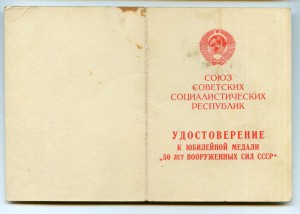 СОЮЗ
СОВЕТСКИХ
СОЦИАЛИСТИЧЕСКИХ
РЕСПУБЛИК
УДОСТОВЕРЕНИЕ
К ЮБИЛЕЙНОЙ МЕДАЛИ
„50 ЛЕТ ВООРУЖЕННЫХ СИЛ СССР“